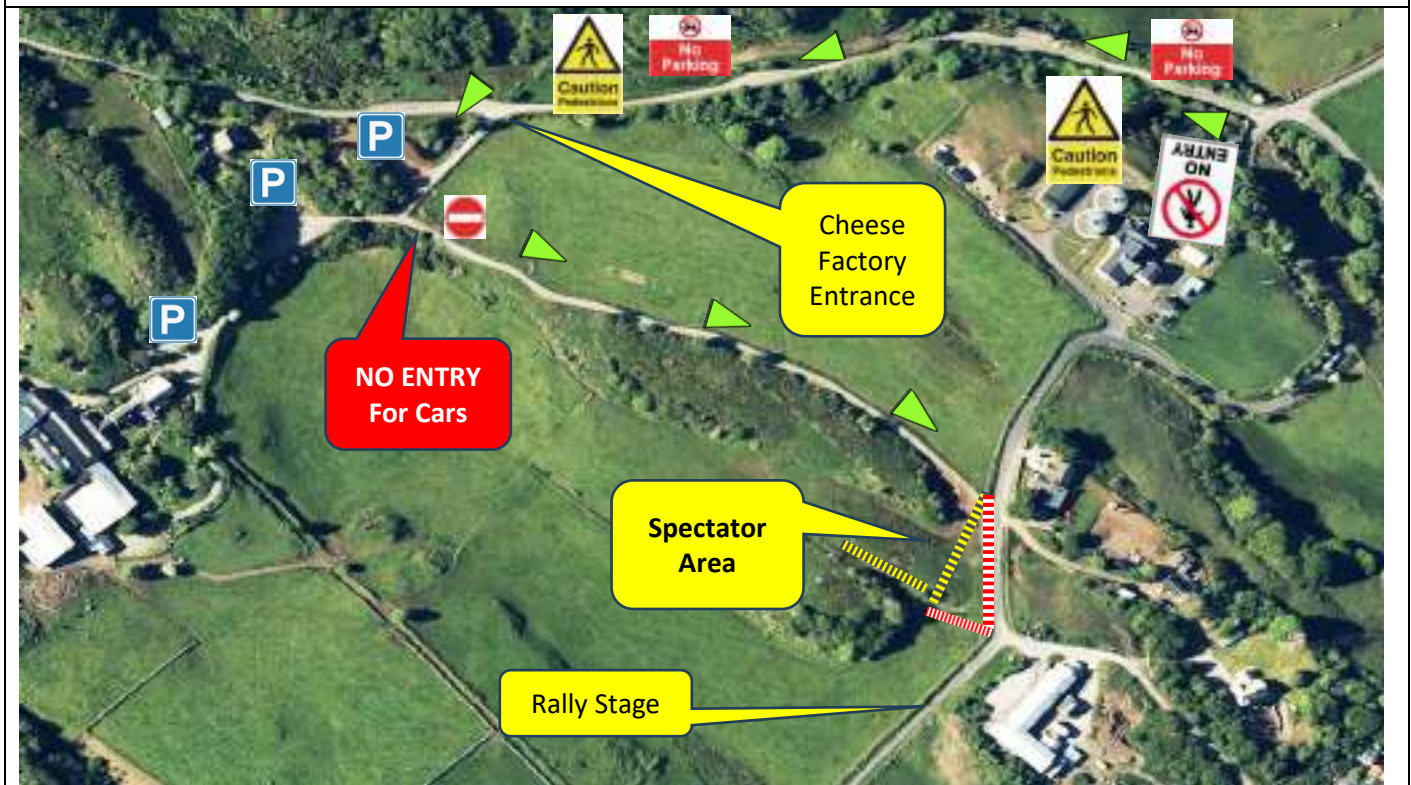 Caution
Pedestrians
No
Parking
No
Parking
Caution
Pedestrians
NO
ENTRY
P
P
P
Cheese
Factory
Entrance
NO ENTRY
For Cars
Spectator
Area
Rally Stage